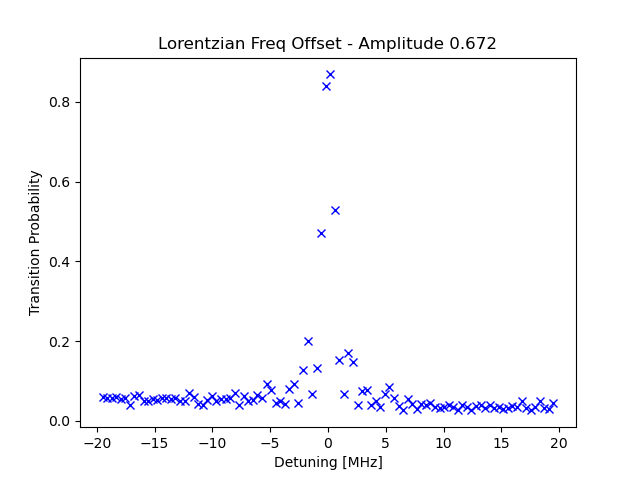 Lorentzian Freq Offset - Amplitude 0.672
Transition Probability
0.8
0.6
0.4
0.2
0.0
−20 −15 −10 −5 0 5 10 15 20
Detuning [MHz]